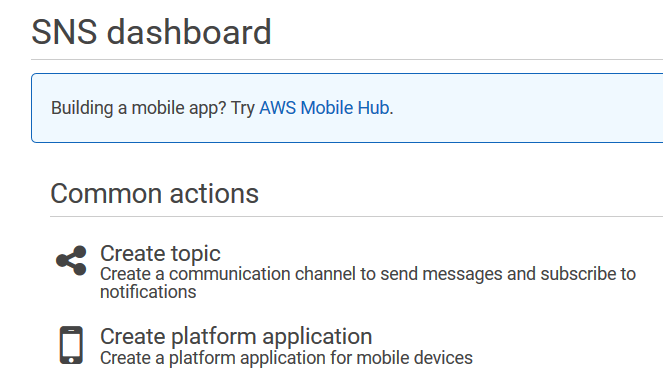 SNS dashboard
Building a mobile app? Try AWS Mobile Hub.
Common actions
Create topic
Create a communication channel to send messages and subscribe to
notifications
Create platform application
Create a platform application for mobile devices